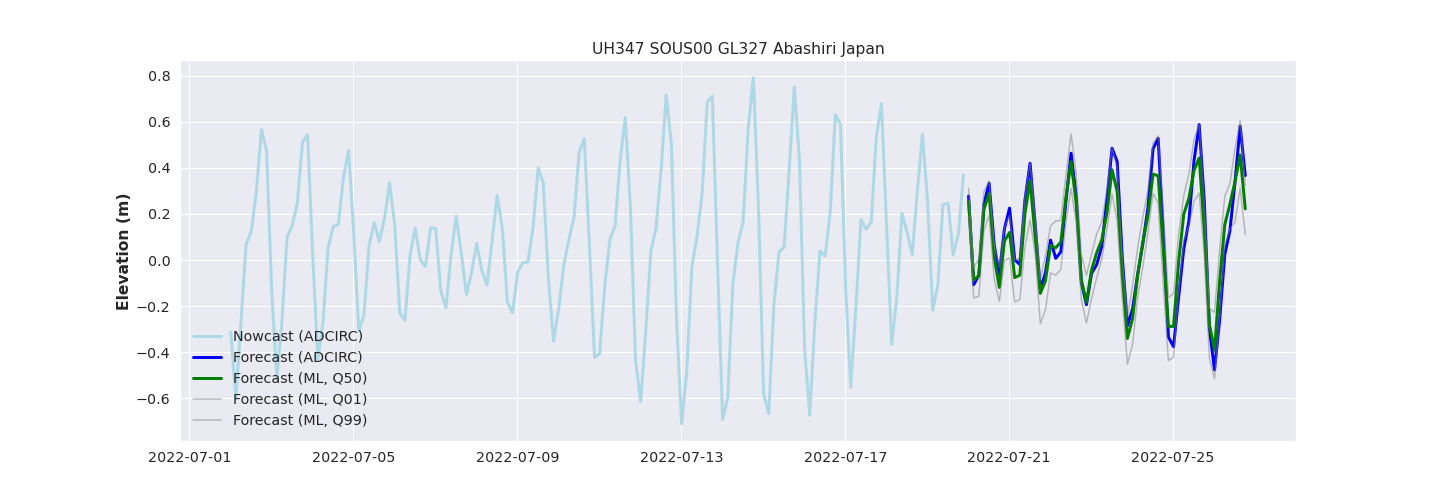 UH347 SOUS00 GL327 Abashiri Japan
Elevation (m)
0.8
0.6
0.4
0.2
0.0
−0.2
−0.4
−0.6
Nowcast (ADCIRC)
Forecast (ADCIRC)
Forecast (ML, Q50)
Forecast (ML, Q01)
Forecast (ML, Q99)
2022-07-01 2022-07-05 2022-07-09 2022-07-13 2022-07-17 2022-07-21 2022-07-25